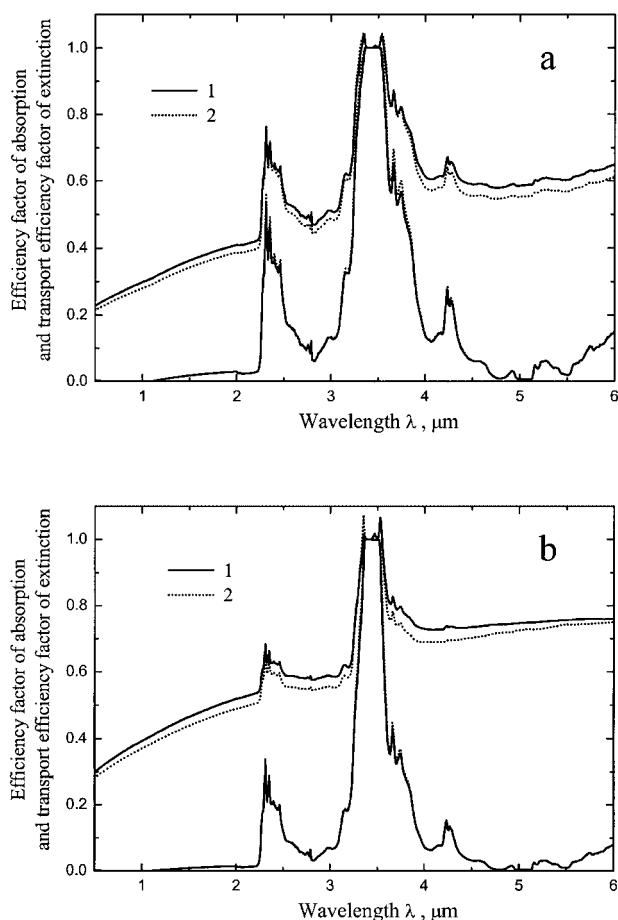 a
1
2
Efficiency factor of absorption
and transport efficiency factor of extinction
1.0
0.8
0.6
0.4
0.2
0.0
1 2 3 4 5 6
Wavelength λ , μm
b
1
2
Efficiency factor of absorption
and transport efficiency factor of extinction
1.0
0.8
0.6
0.4
0.2
0.0
1 2 3 4 5 6
Wavelength λ , μm